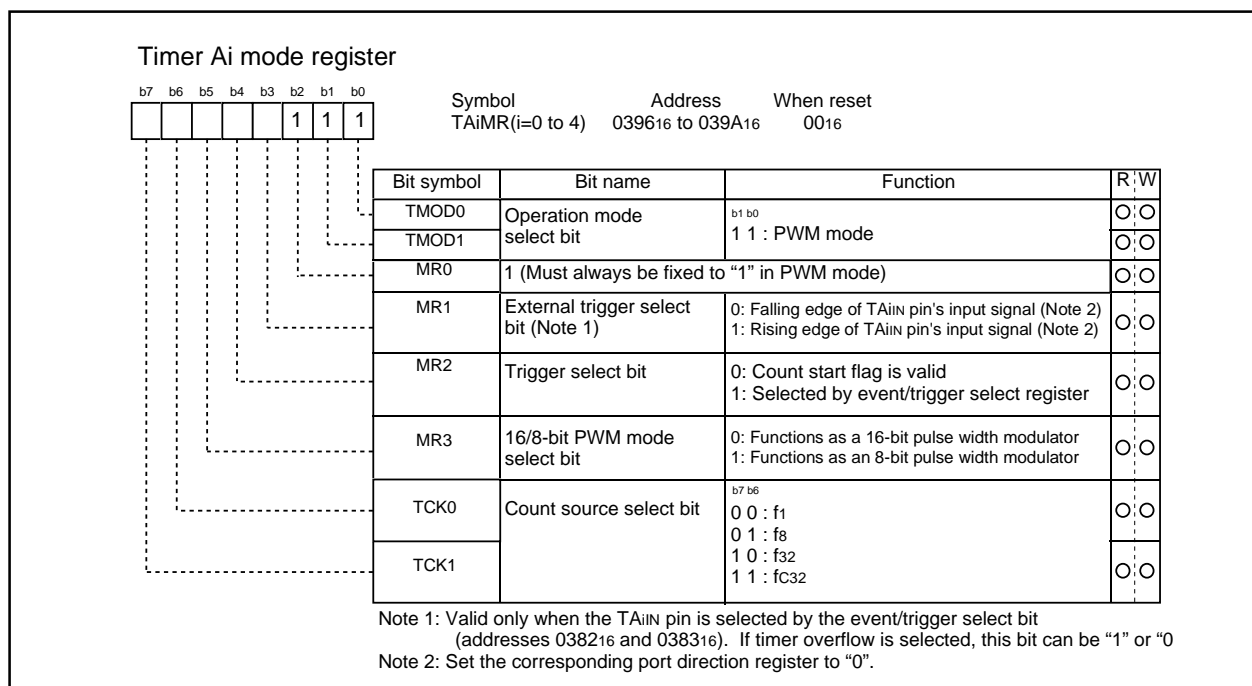 Timer Ai mode register
b7 b6 b5 b4 b3 b2 b1 b0
1 1 1
Symbol Address When reset
TAiMR(i=0 to 4) 039616 to 039A16 0016
Bit symbol Bit name Function R W
TMOD0 Operation mode select bit b1 b0
TMOD1 1 1 : PWM mode
MR0 1 (Must always be fixed to “1” in PWM mode)
MR1 External trigger select 0: Falling edge of TAiIN pin's input signal (Note 2)
bit (Note 1) 1: Rising edge of TAiIN pin's input signal (Note 2)
MR2 Trigger select bit 0: Count start flag is valid
1: Selected by event/trigger select register
MR3 16/8-bit PWM mode 0: Functions as a 16-bit pulse width modulator
select bit 1: Functions as an 8-bit pulse width modulator
b7 b6
TCK0 Count source select bit 0 0 : f1
0 1 : f8
1 0 : f32
TCK1 1 1 : fC32
Note 1: Valid only when the TAiIN pin is selected by the event/trigger select bit
(addresses 038216 and 038316). If timer overflow is selected, this bit can be “1” or “0
Note 2: Set the corresponding port direction register to “0”.